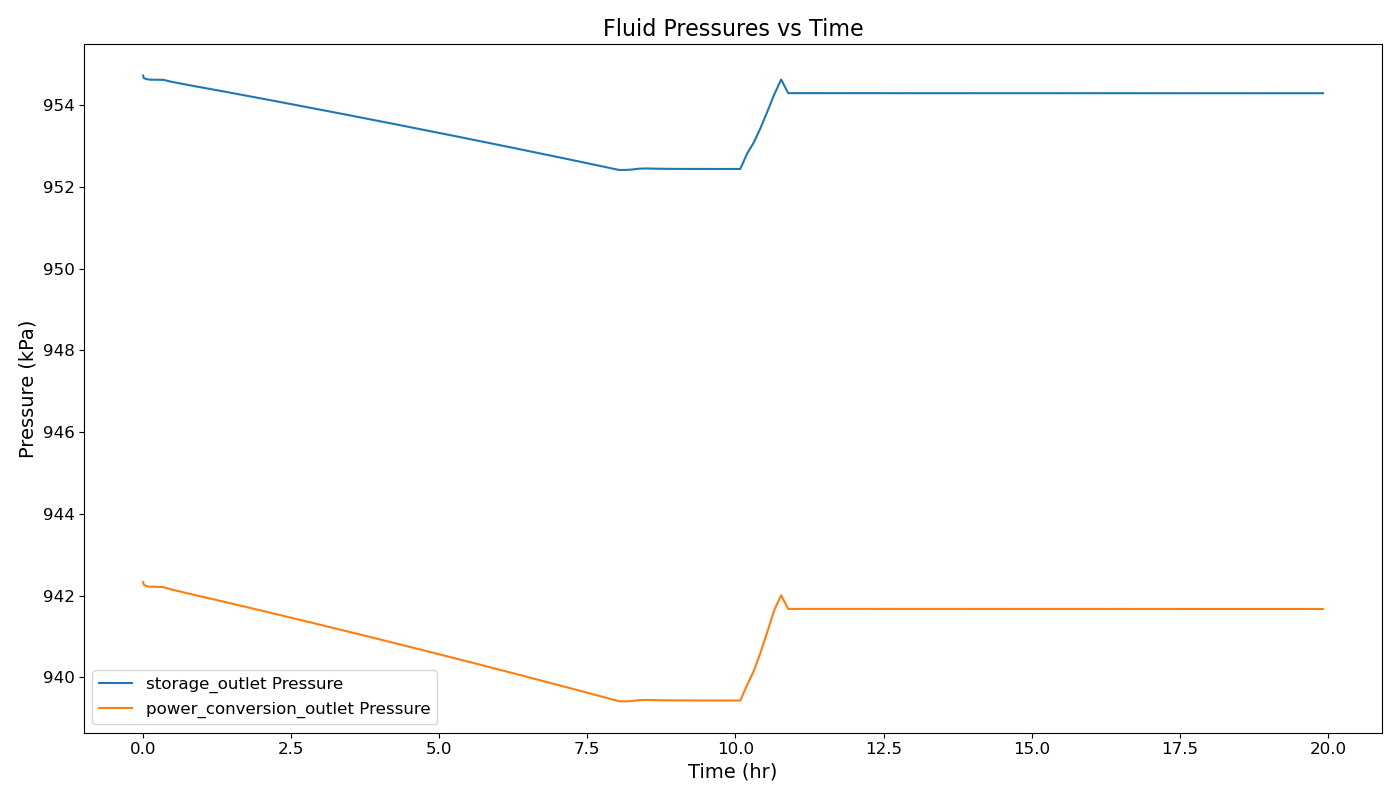 Fluid Pressures vs Time
Pressure (kPa)
954
952
950
948
946
944
942
940
storage_outlet Pressure
power_conversion_outlet Pressure
0.0 2.5 5.0 7.5 10.0 12.5 15.0 17.5 20.0
Time (hr)